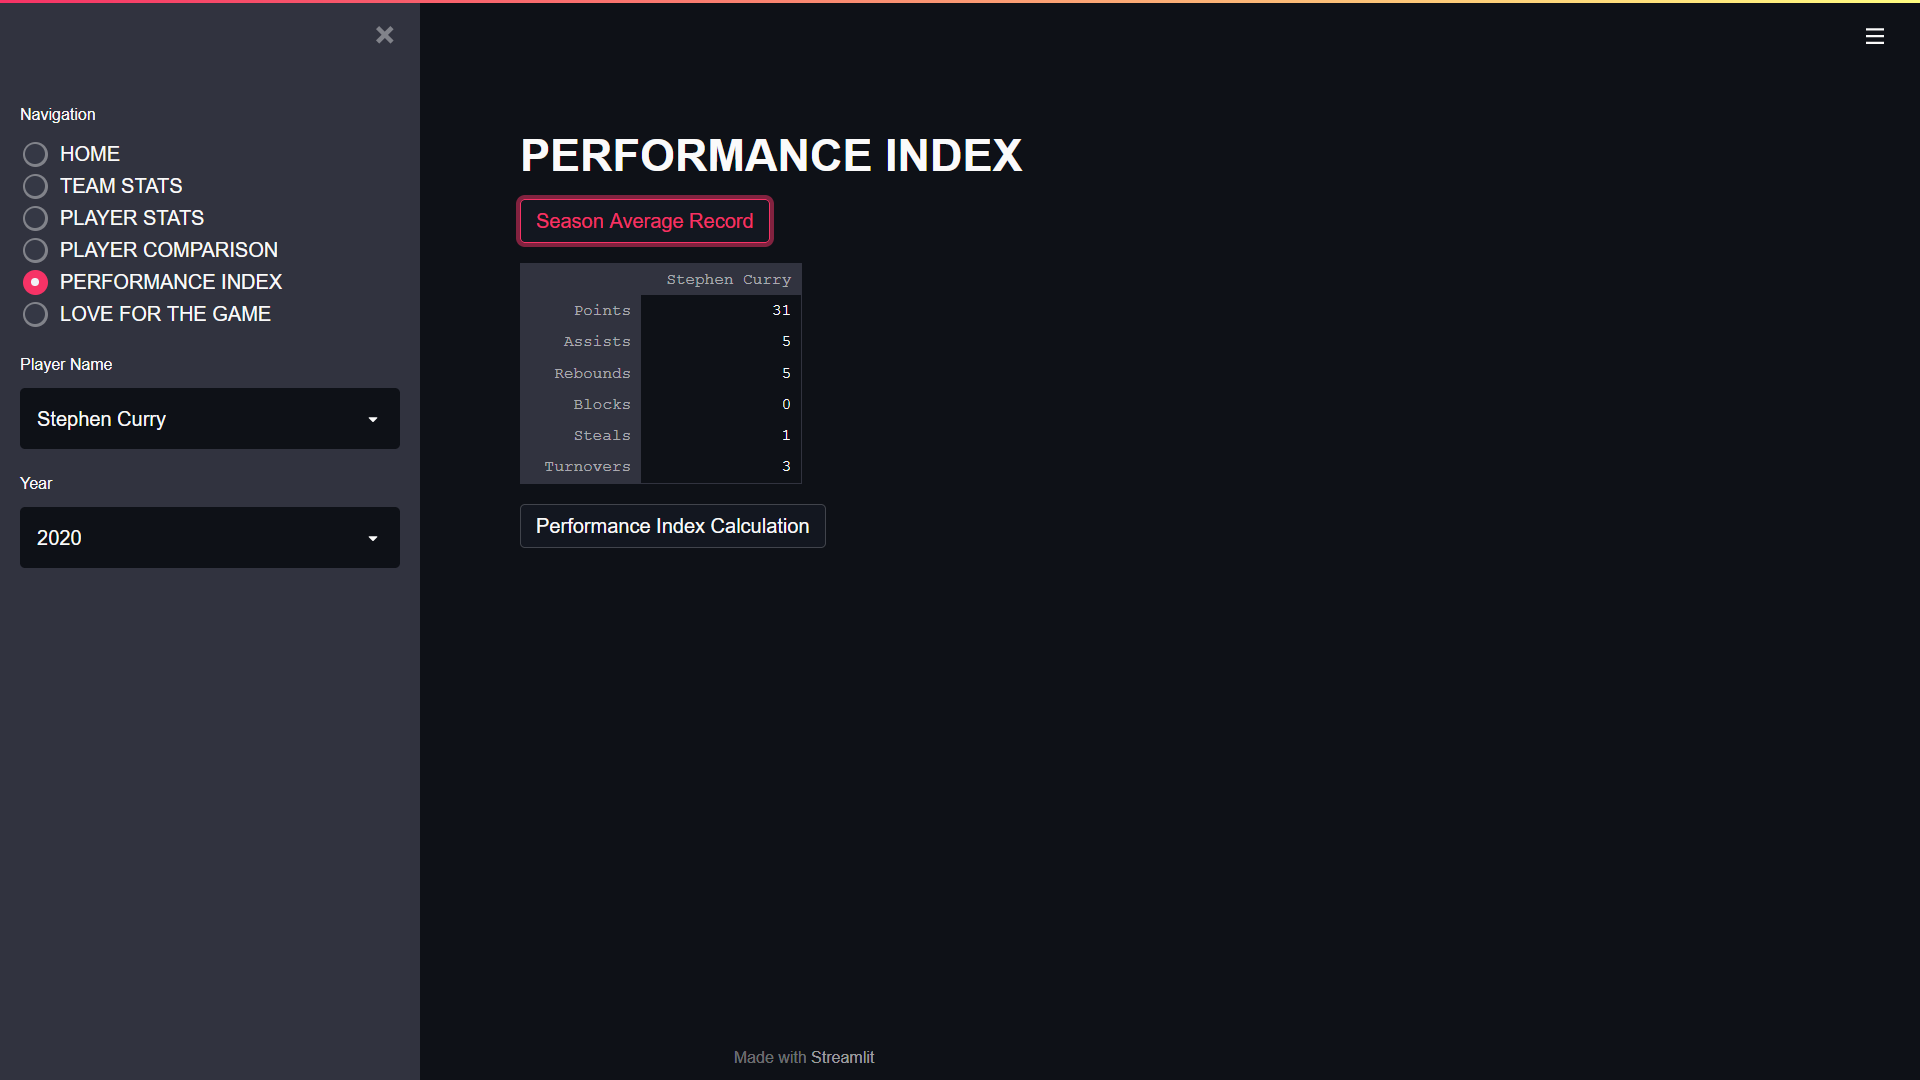 Navigation
HOME
TEAM STATS
PLAYER STATS
PLAYER COMPARISON
PERFORMANCE INDEX
LOVE FOR THE GAME
Player Name
Stephen Curry
Year
2020
PERFORMANCE INDEX
Season Average Record
Stephen Curry
Points 31
Assists 5
Rebounds 5
Blocks 0
Steals 1
Turnovers 3
Performance Index Calculation
Made with Streamlit